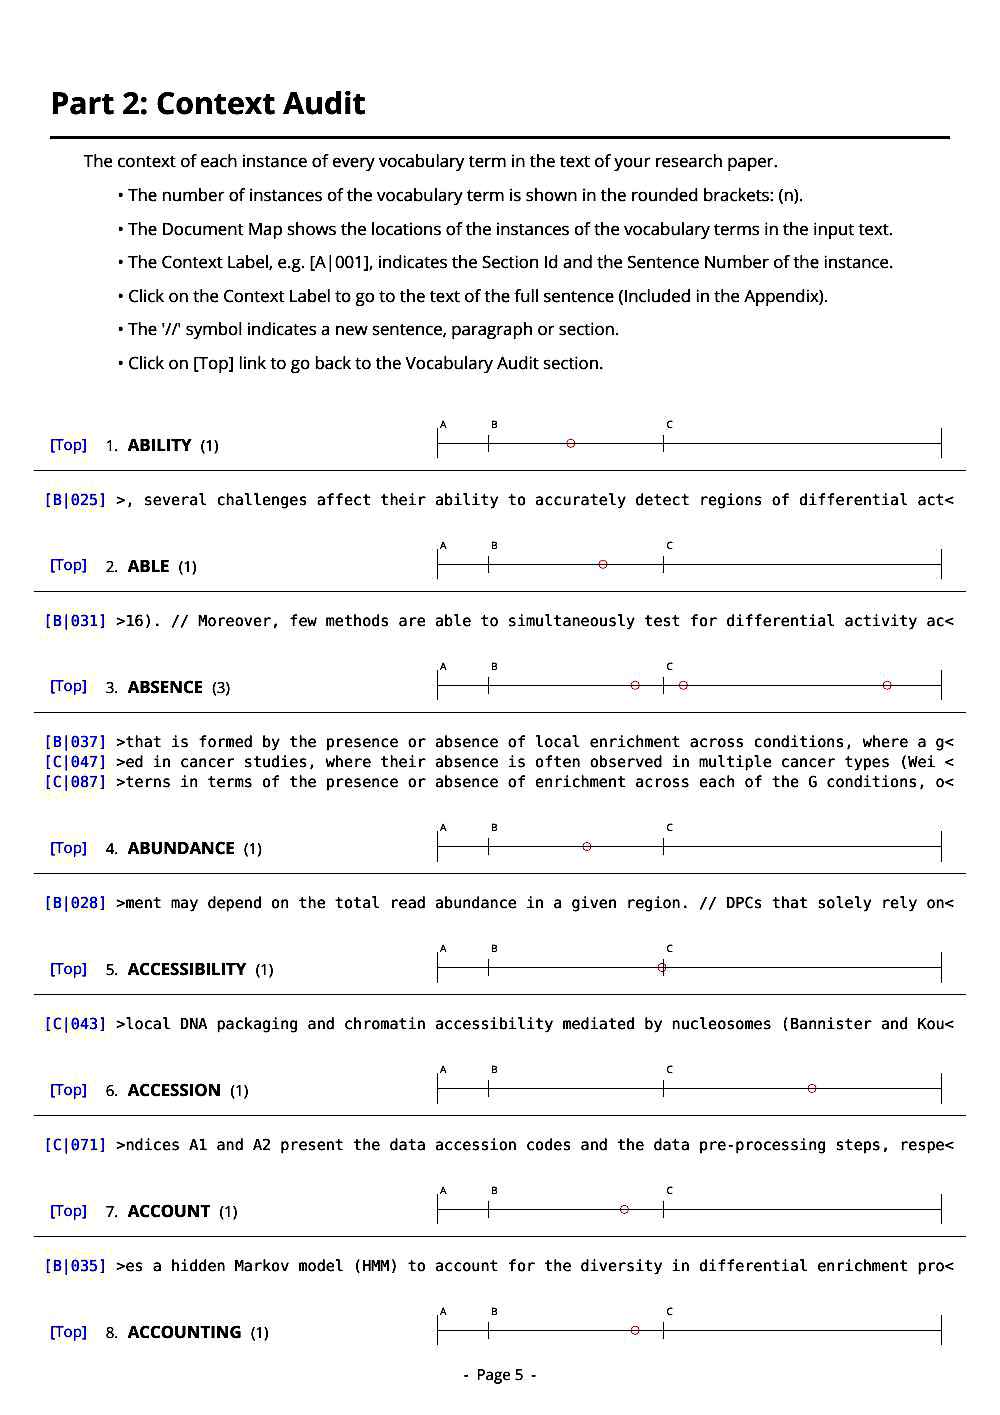 Part 2: Context Audit
The context of each instance of every vocabulary term in the text of your research paper.
• The number of instances of the vocabulary term is shown in the rounded brackets: (n).
• The Document Map shows the locations of the instances of the vocabulary terms in the input text.
• The Context Label, e.g. [A|001], indicates the Section Id and the Sentence Number of the instance.
• Click on the Context Label to go to the text of the full sentence (Included in the Appendix).
• The '//' symbol indicates a new sentence, paragraph or section.
• Click on [Top] link to go back to the Vocabulary Audit section.
A B C
[Top] 1. ABILITY (1)
[B|025] >, several challenges affect their ability to accurately detect regions of differential act<
A B C
[Top] 2. ABLE (1)
[B|031] >16). // Moreover, few methods are able to simultaneously test for differential activity ac<
A B C
[Top] 3. ABSENCE (3)
[B|037] >that is formed by the presence or absence of local enrichment across conditions, where a g<
[C|047] >ed in cancer studies, where their absence is often observed in multiple cancer types (Wei <
[C|087] >terns in terms of the presence or absence of enrichment across each of the G conditions, o<
A B C
[Top] 4. ABUNDANCE (1)
[B|028] >ment may depend on the total read abundance in a given region. // DPCs that solely rely on<
A B C
[Top] 5. ACCESSIBILITY (1)
[C|043] >local DNA packaging and chromatin accessibility mediated by nucleosomes (Bannister and Kou<
A B C
[Top] 6. ACCESSION (1)
[C|071] >ndices A1 and A2 present the data accession codes and the data pre-processing steps, respe<
A B C
[Top] 7. ACCOUNT (1)
[B|035] >es a hidden Markov model (HMM) to account for the diversity in differential enrichment pro<
A B C
[Top] 8. ACCOUNTING (1)
- Page 5 -